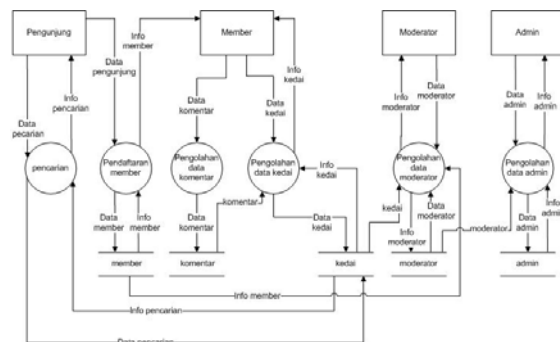 Pengunjung
Info
member
Member
Moderator
Admin
Data
pengunjung
Info
kedai
Data
pecarian
Info
pencarian
Data
komentar
Data
kedai
Info
moderator
Data
moderator
Data
admin
Info
admin
pencarian
Pendaftaran
member
Pengolahan
data
komentar
Pengolahan
data kedai
Info
kedai
Pengolahan
data
moderator
Pengolahan
data admin
Data
member
Info
member
Data
komentar
komentar
Data
kedai
kedai
Info
moderator
Data
moderator
moderator
Data
admin
Info
admin
member
komentar
kedai
moderator
admin
Info member
Info pencarian